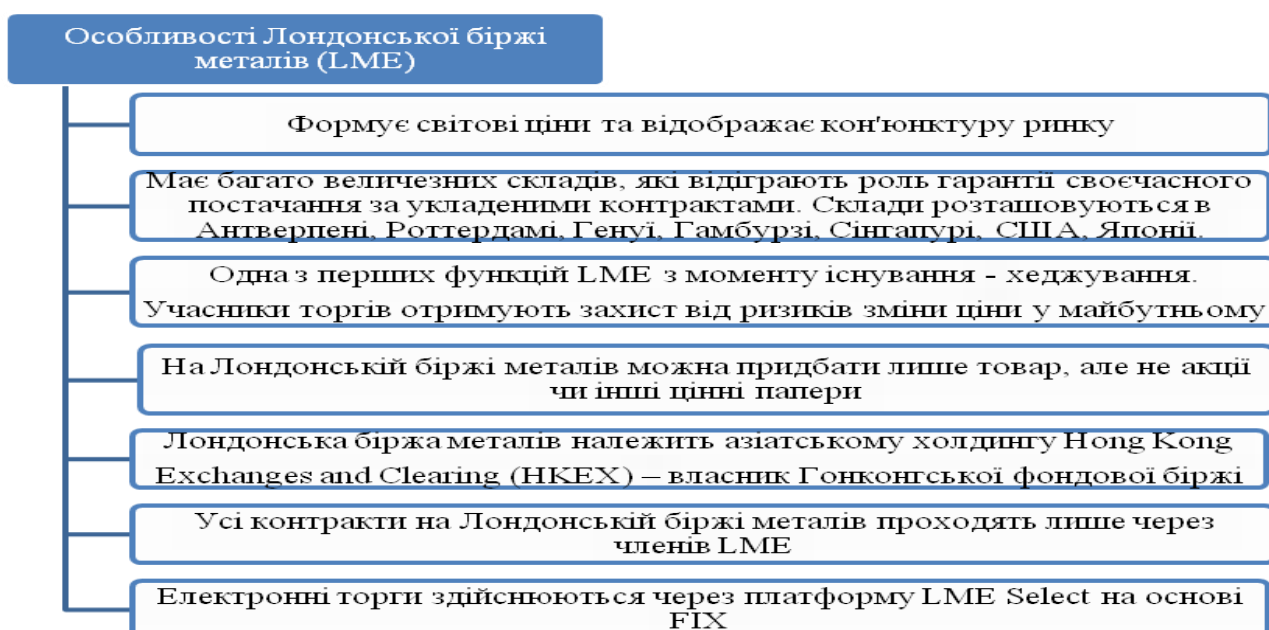 Особливості Лондонської біржі
металів (LME)
Формує світові ціни та відображає кон'юнктуру ринку
Має багато величезних складів, які відіграють роль гарантії своєчасного
постачання за укладеними контрактами. Склади розташовуються в
Антверпені, Роттердамі, Генуї, Гамбурзі, Сінгапурі, США, Японії.
Одна з перших функцій LME з моменту існування - хеджування.
Учасники торгів отримують захист від ризиків зміни ціни у майбутньому
На Лондонській біржі металів можна придбати лише товар, але не акції
чи інші цінні папери
Лондонська біржа металів належить азіатському холдингу Hong Kong
Exchanges and Clearing (HKEX) – власник Гонконгської фондової біржі
Усі контракти на Лондонській біржі металів проходять лише через
членів LME
Електронні торги здійснюються через платформу LME Select на основі
FIX